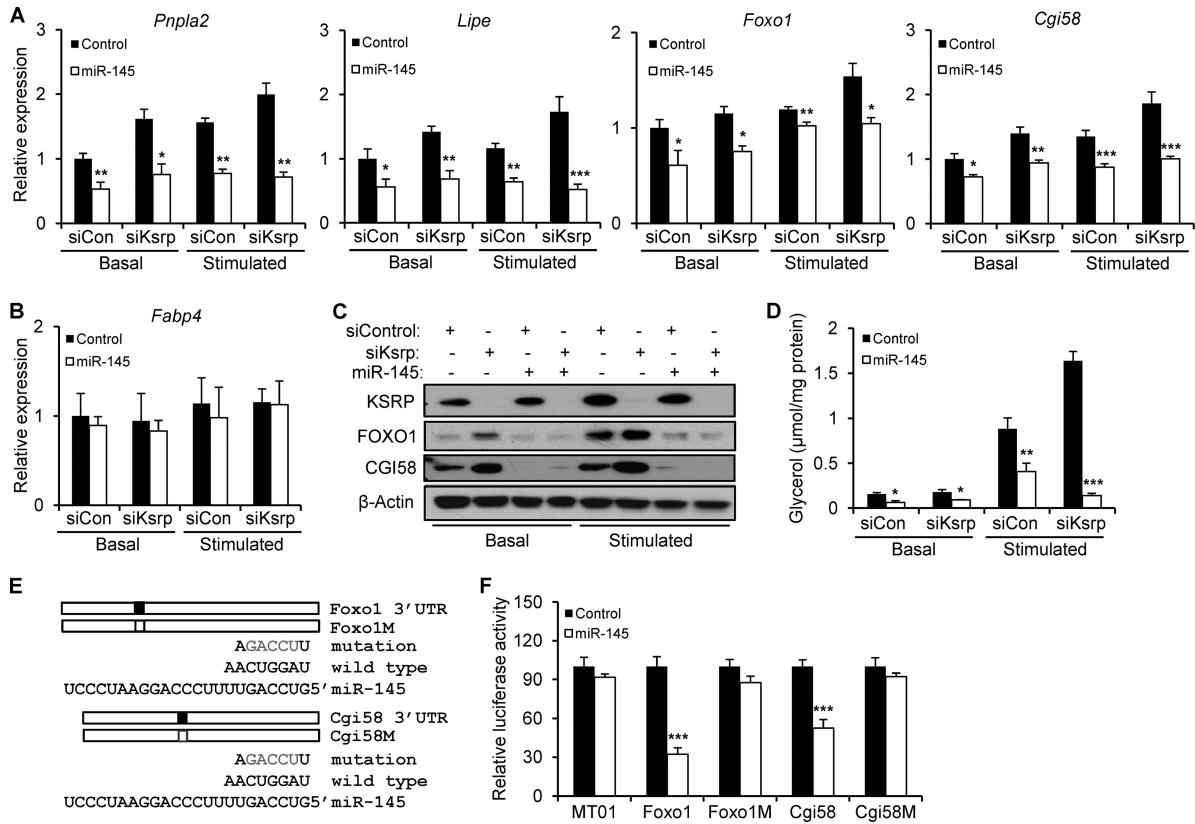 A
Pnpla2
Lipe
Foxo1
Cgi58
Relative expression
3
2
1
0
Control
miR-145
** * ** **
siCon siKsrp siCon siKsrp
Basal Stimulated
3
2
1
0
Control
miR-145
* ** ** ***
siCon siKsrp siCon siKsrp
Basal Stimulated
2
1
0
Control
miR-145
* * ** *
siCon siKsrp siCon siKsrp
Basal Stimulated
3
2
1
0
Control
miR-145
* ** *** ***
siCon siKsrp siCon siKsrp
Basal Stimulated
B
Fabp4
Relative expression
2
1
0
Control
miR-145
siCon siKsrp siCon siKsrp
Basal Stimulated
C
siControl: + - + - + - + -
siKsrp: - + - + - + - +
miR-145: - - + + - - + +
KSRP
FOXO1
CGI58
β-Actin
Basal Stimulated
D
Glycerol (μmol/mg protein)
2
1.5
1
0.5
0
Control
miR-145
* * ** ***
siCon siKsrp siCon siKsrp
Basal Stimulated
E
Foxo1 3’UTR
Foxo1M
AGACCUU mutation
AACUGGAU wild type
UCCCUAAGGACCCUUUUGACCUG5’miR-145
Cgi58 3’UTR
Cgi58M
AGACCUU mutation
AACUGGAU wild type
UCCCUAAGGACCCUUUUGACCUG5’miR-145
F
Relative luciferase activity
150
120
90
60
30
0
Control
miR-145
*** ***
MT01 Foxo1 Foxo1M Cgi58 Cgi58M